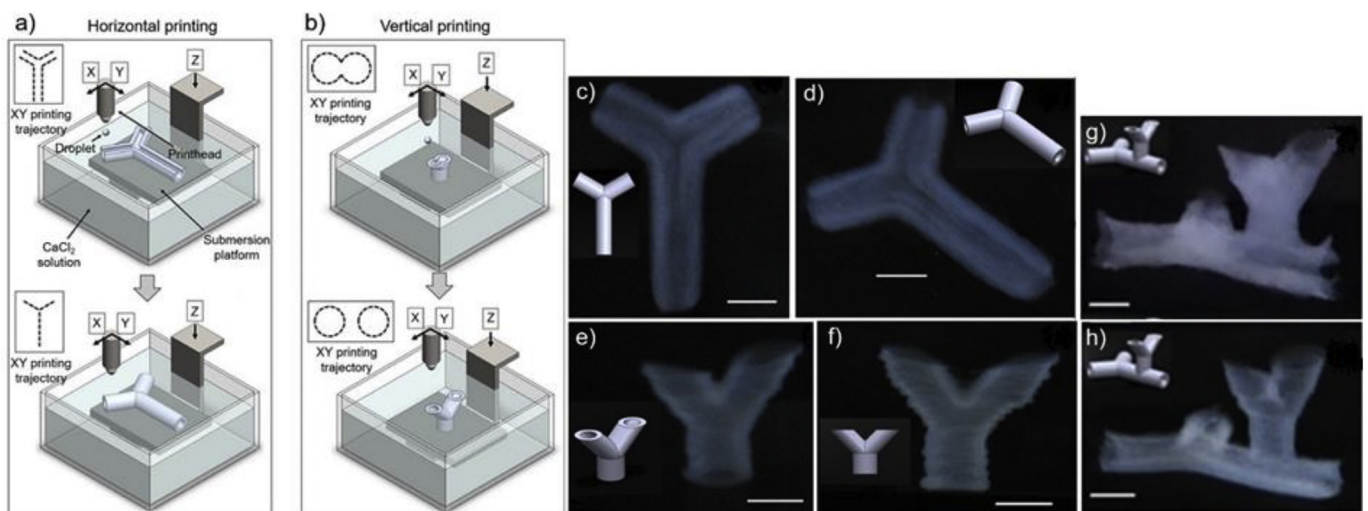 a)
Horizontal printing
X
Y
Z
XY printing
trajectory
Droplet
Printhead
CaCl₂
solution
Submersion
platform
X
Y
Z
XY printing
trajectory
b)
Vertical printing
X
Y
Z
XY printing
trajectory
X
Y
Z
XY printing
trajectory
c)
d)
e)
f)
g)
h)